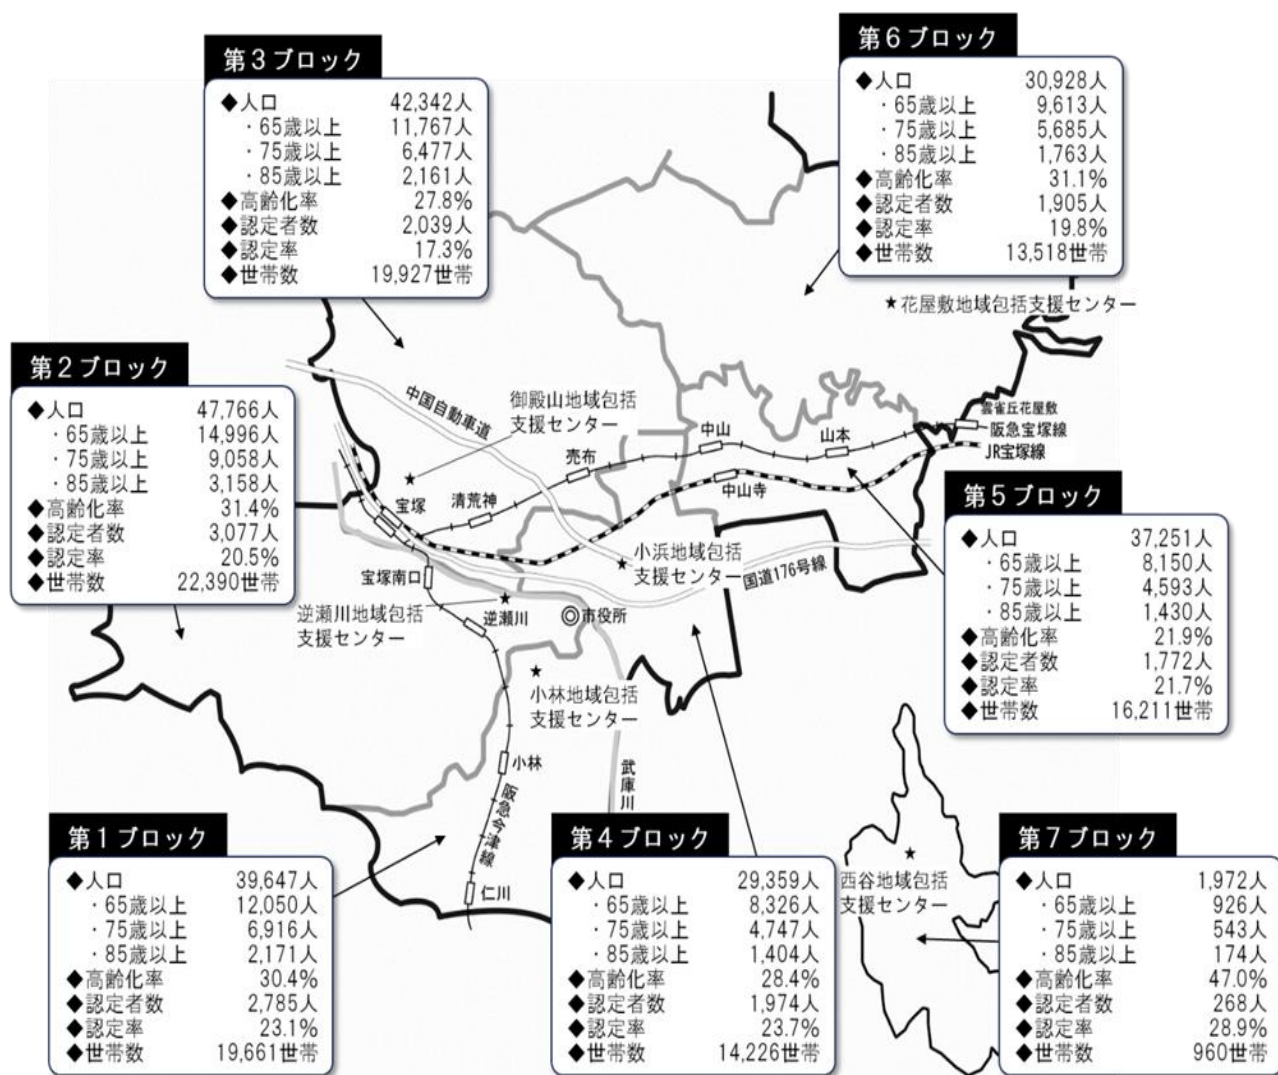 第3ブロック
◆人口 42,342人
・65歳以上 11,767人
・75歳以上 6,477人
・85歳以上 2,161人
◆高齢化率 27.8%
◆認定者数 2,039人
◆認定率 17.3%
◆世帯数 19,927世帯
第6ブロック
◆人口 30,928人
・65歳以上 9,613人
・75歳以上 5,685人
・85歳以上 1,763人
◆高齢化率 31.1%
◆認定者数 1,905人
◆認定率 19.8%
◆世帯数 13,518世帯
★花屋敷地域包括支援センター
第2ブロック
◆人口 47,766人
・65歳以上 14,996人
・75歳以上 9,058人
・85歳以上 3,158人
◆高齢化率 31.4%
◆認定者数 3,077人
◆認定率 20.5%
◆世帯数 22,390世帯
中国自動車道
御殿山地域包括
支援センター
★
宝塚
清荒神
売布
中山
山本
雲雀丘花屋敷
阪急宝塚線
JR宝塚線
中山寺
第5ブロック
◆人口 37,251人
・65歳以上 8,150人
・75歳以上 4,593人
・85歳以上 1,430人
◆高齢化率 21.9%
◆認定者数 1,772人
◆認定率 21.7%
◆世帯数 16,211世帯
小浜地域包括
★支援センター
国道176号線
宝塚南口
逆瀬川地域包括
支援センター
★
逆瀬川
◎市役所
★
小林地域包括
支援センター
小林
武庫川
阪急今津線
仁川
第1ブロック
◆人口 39,647人
・65歳以上 12,050人
・75歳以上 6,916人
・85歳以上 2,171人
◆高齢化率 30.4%
◆認定者数 2,785人
◆認定率 23.1%
◆世帯数 19,661世帯
第4ブロック
◆人口 29,359人
・65歳以上 8,326人
・75歳以上 4,747人
・85歳以上 1,404人
◆高齢化率 28.4%
◆認定者数 1,974人
◆認定率 23.7%
◆世帯数 14,226世帯
★
西谷地域包括
支援センター
第7ブロック
◆人口 1,972人
・65歳以上 926人
・75歳以上 543人
・85歳以上 174人
◆高齢化率 47.0%
◆認定者数 268人
◆認定率 28.9%
◆世帯数 960世帯